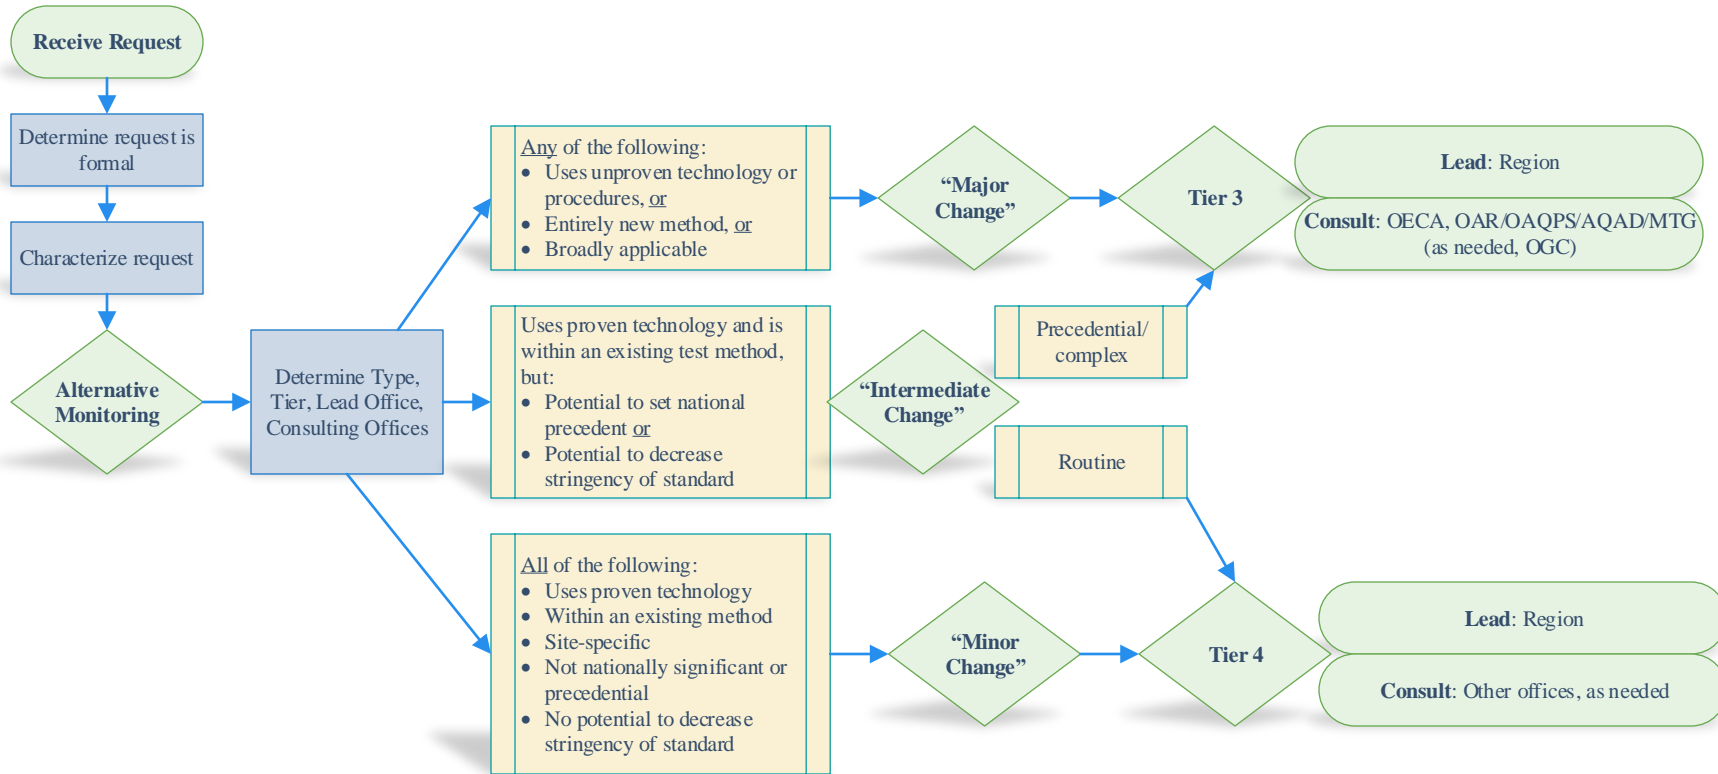 Receive Request
Determine request is
formal
Characterize request
Alternative
Monitoring
Determine Type,
Tier, Lead Office,
Consulting Offices
Any of the following:
• Uses unproven technology or
procedures, or
• Entirely new method, or
• Broadly applicable
“Major
Change”
Tier 3
Lead: Region
Consult: OECA, OAR/OAQPS/AQAD/MTG
(as needed, OGC)
Uses proven technology and is
within an existing test method,
but:
• Potential to set national
precedent or
• Potential to decrease
stringency of standard
“Intermediate
Change”
Precedential/
complex
Routine
All of the following:
• Uses proven technology
• Within an existing method
• Site-specific
• Not nationally significant or
precedential
• No potential to decrease
stringency of standard
“Minor
Change”
Tier 4
Lead: Region
Consult: Other offices, as needed